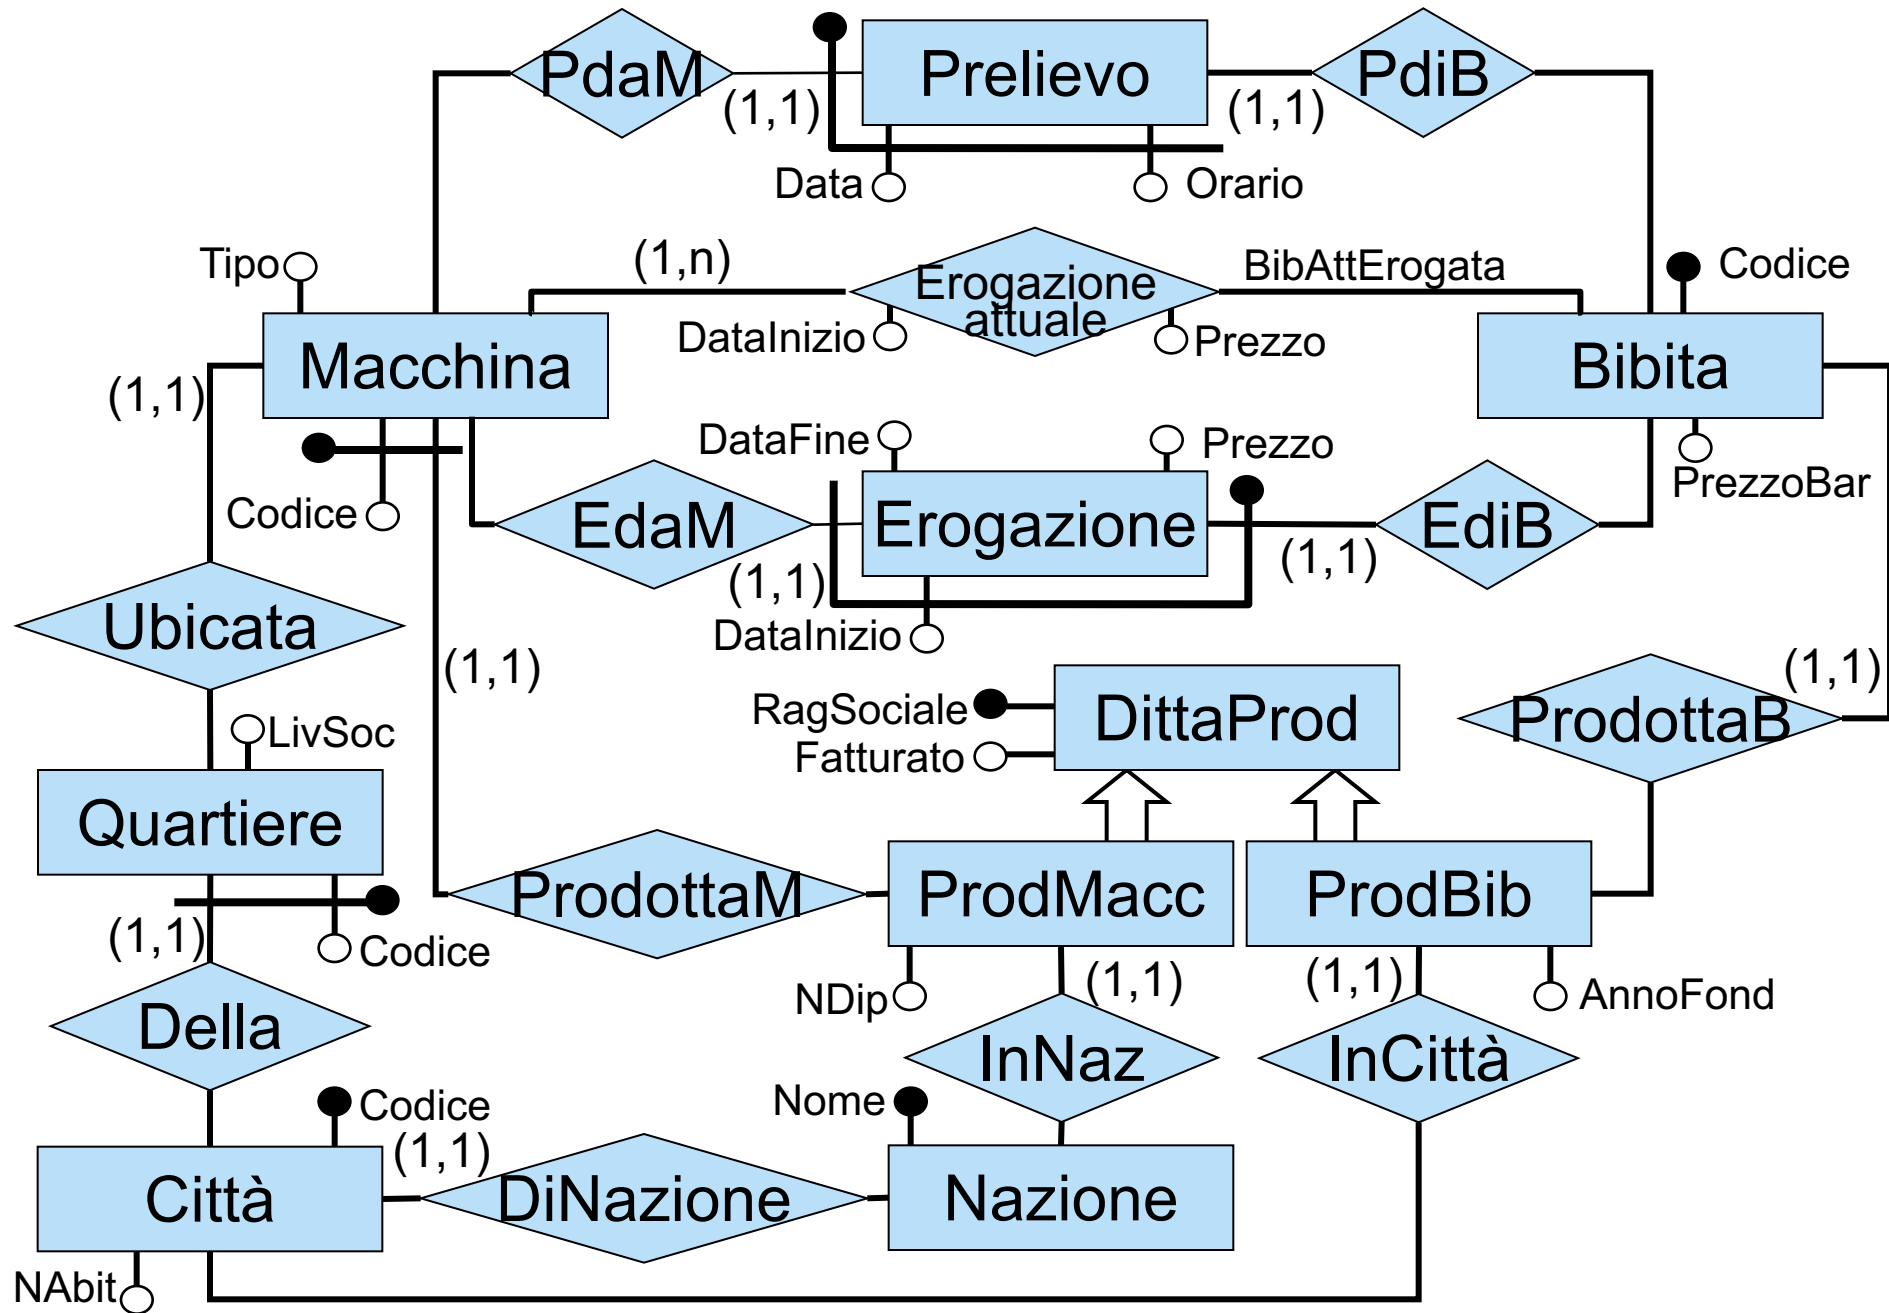 PdaM
Prelievo
PdiB
(1,1)
(1,1)
Data
Orario
Tipo
(1,n)
Erogazione
attuale
BibAttErogata
Codice
DataInizio
Prezzo
Macchina
Bibita
(1,1)
DataFine
Prezzo
PrezzoBar
Codice
EdaM
Erogazione
EdiB
(1,1)
(1,1)
DataInizio
Ubicata
(1,1)
(1,1)
RagSociale
DittaProd
ProdottaB
LivSoc
Fatturato
Quartiere
ProdottaM
ProdMacc
ProdBib
(1,1)
Codice
NDip
(1,1)
(1,1)
AnnoFond
Della
InNaz
InCittà
Codice
Nome
(1,1)
Città
DiNazione
Nazione
NAbit